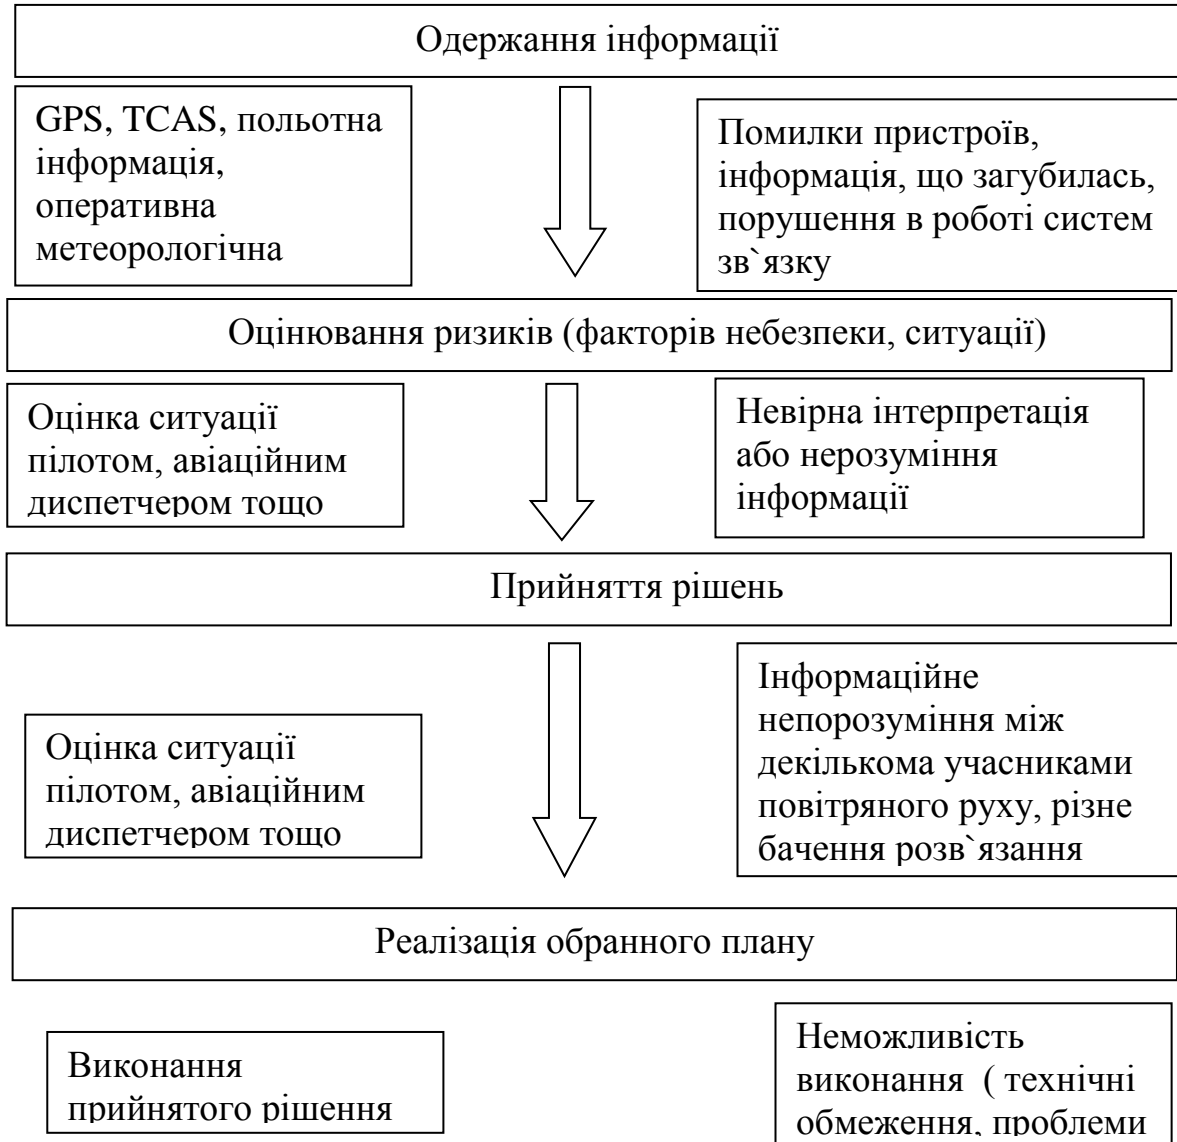 Одержання інформації
GPS, TCAS, польотна
інформація,
оперативна
метеорологічна
Помилки пристроїв,
інформація, що загубилась,
порушення в роботі систем
зв`язку
Оцінювання ризиків (факторів небезпеки, ситуації)
Оцінка ситуації
пілотом, авіаційним
диспетчером тощо
Невірна інтерпретація
або нерозуміння
інформації
Прийняття рішень
Оцінка ситуації
пілотом, авіаційним
диспетчером тощо
Інформаційне
непорозуміння між
декількома учасниками
повітряного руху, різне
бачення розв`язання
Реалізація обранного плану
Виконання
прийнятого рішення
Неможливість
виконання ( технічні
обмеження, проблеми